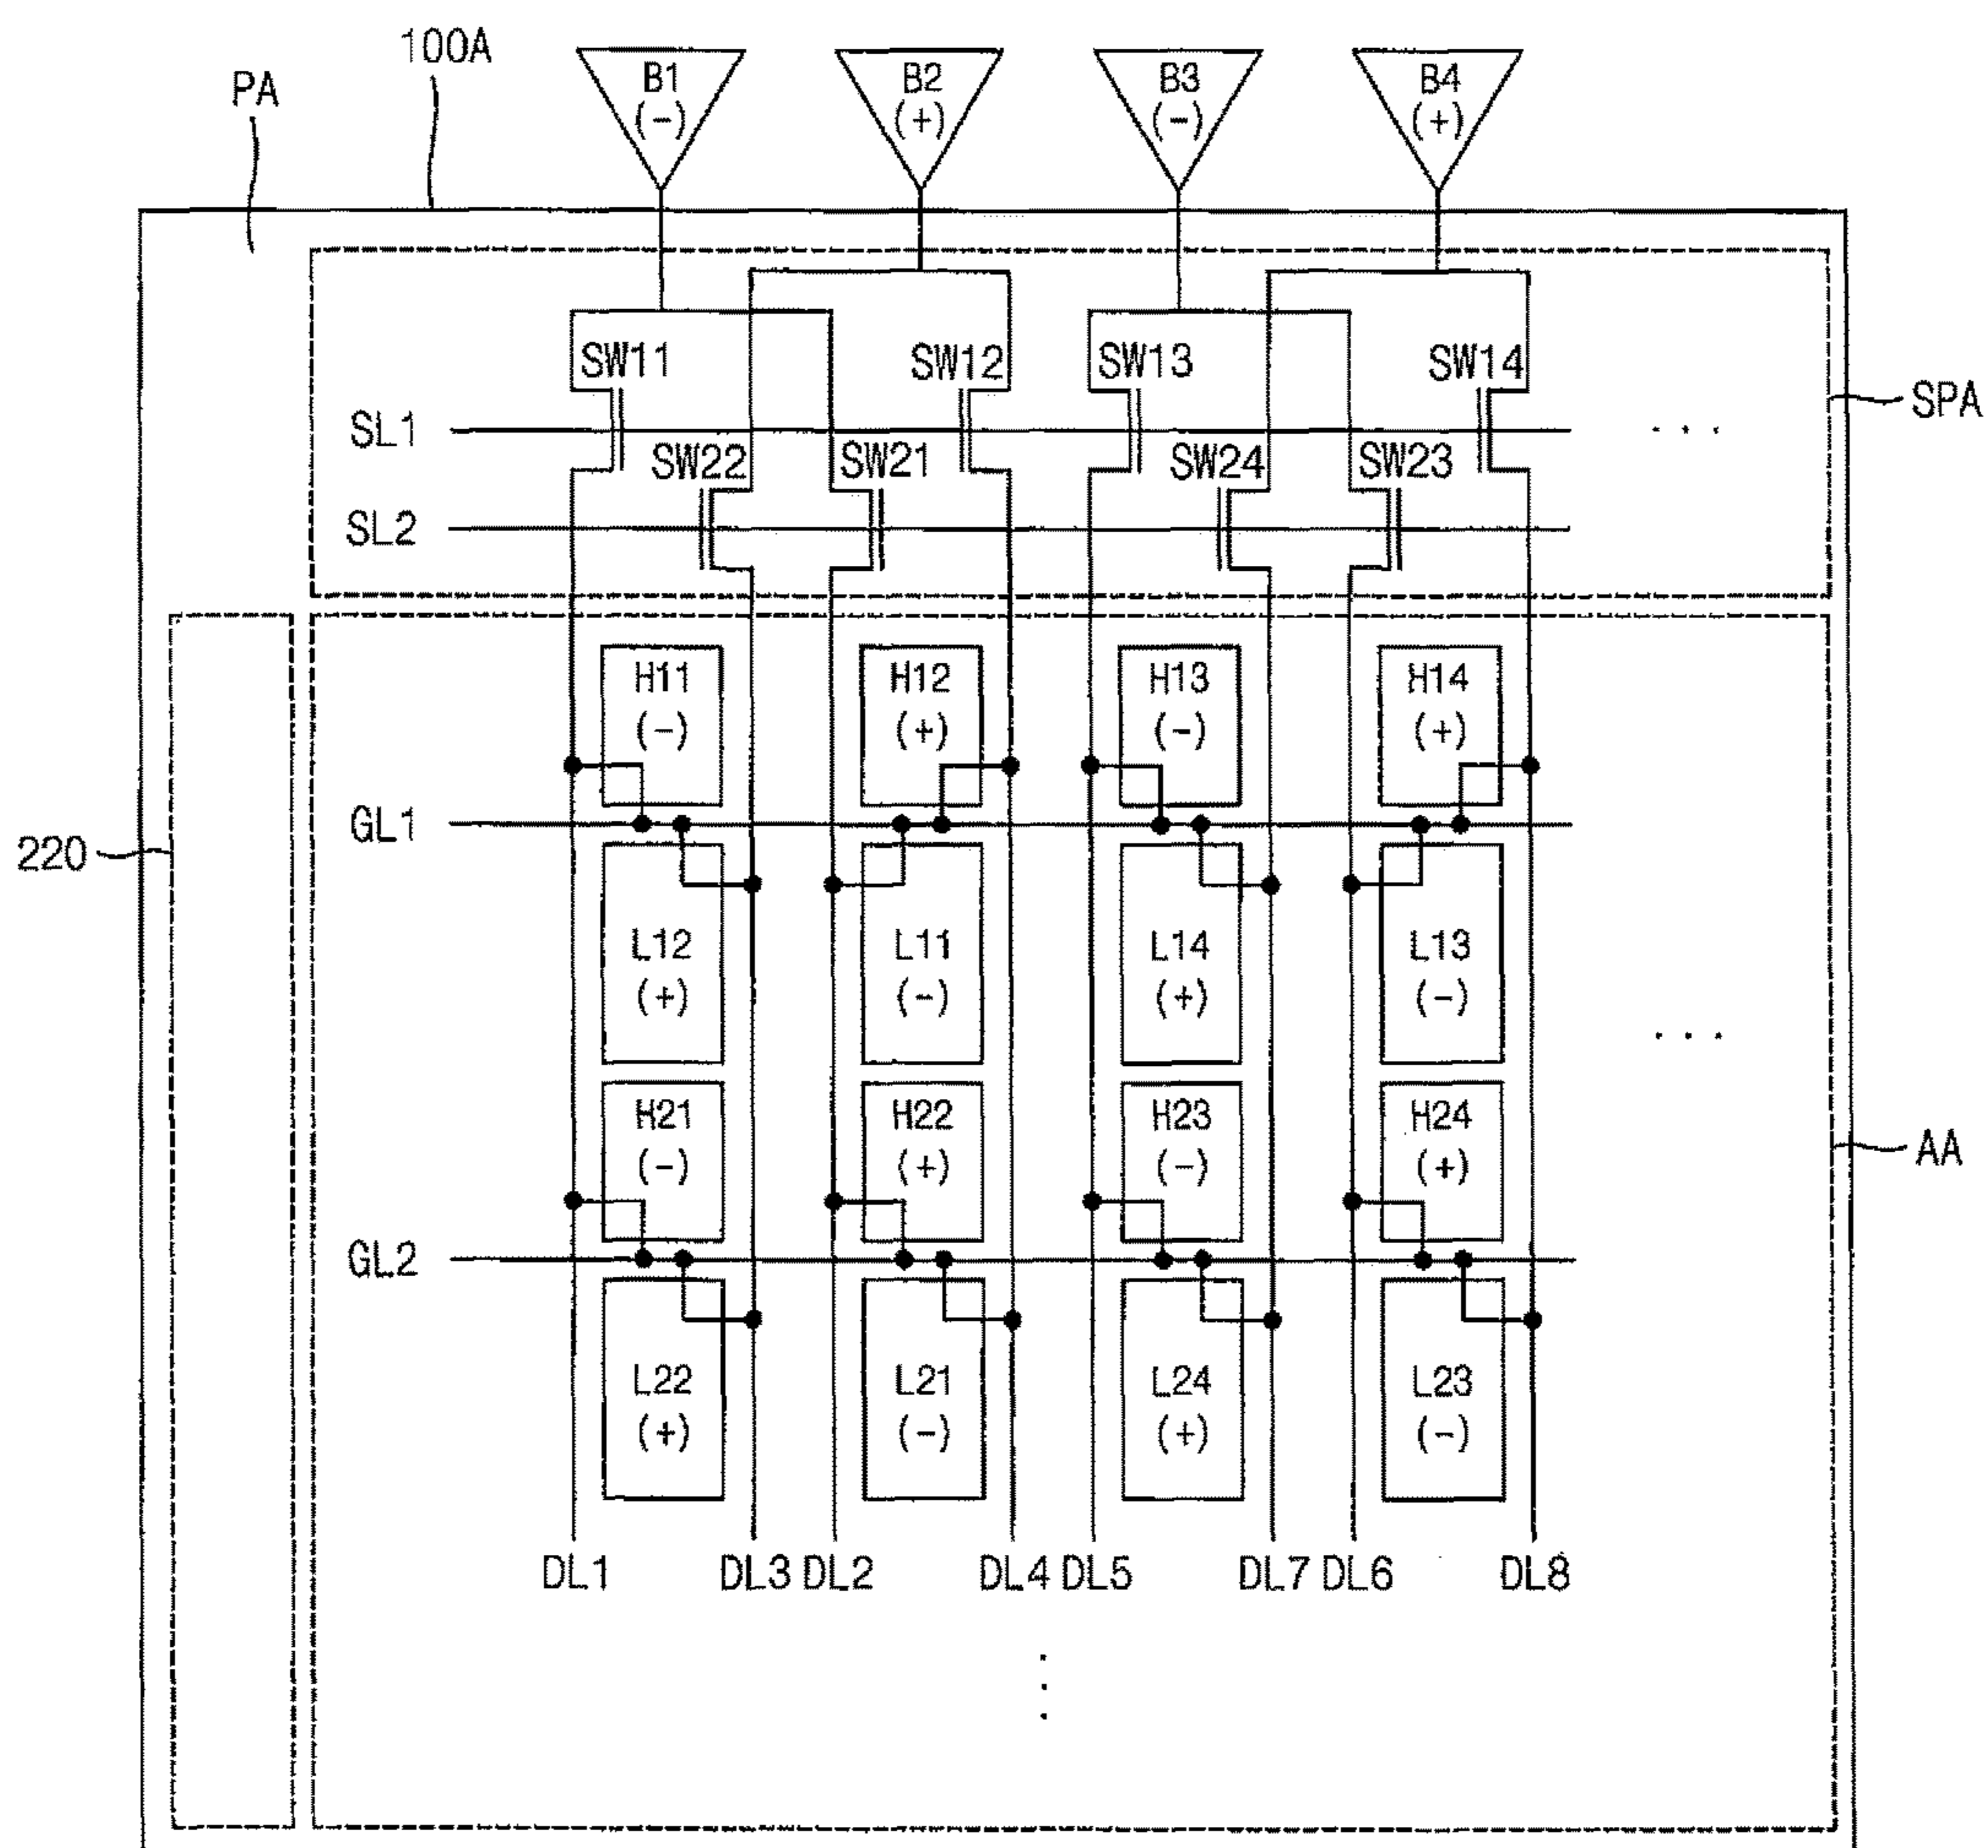 100A
PA
B1 B2 B3 B4
(-) (+) (-) (+)
SW11 SW12 SW13 SW14
SPA
SL1 . . .
SW22 SW21 SW24 SW23
SL2
H11 H12 H13 H14
(-) (+) (-) (+)
GL1
220
L12 L11 L14 L13
(+) (-) (+) (-)
. . .
H21 H22 H23 H24
(-) (+) (-) (+)
AA
GL2
L22 L21 L24 L23
(+) (-) (+) (-)
DL1 DL3 DL2 DL4 DL5 DL7 DL6 DL8
.
.
.